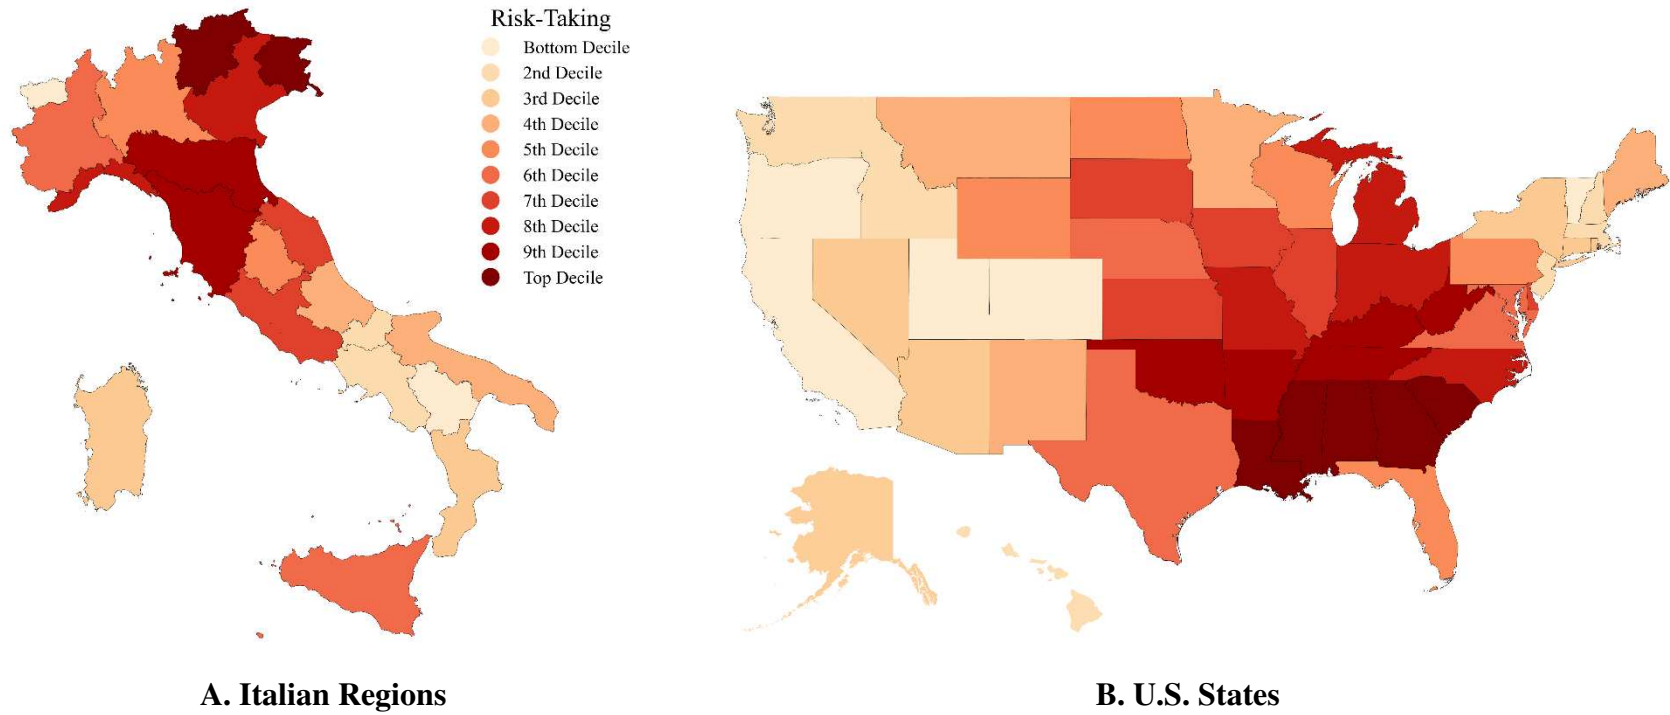 Risk-Taking
Bottom Decile
2nd Decile
3rd Decile
4th Decile
5th Decile
6th Decile
7th Decile
8th Decile
9th Decile
Top Decile
A. Italian Regions
B. U.S. States